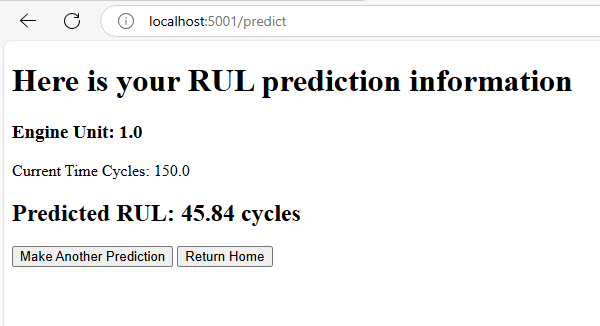 localhost:5001/predict
Here is your RUL prediction information
Engine Unit: 1.0
Current Time Cycles: 150.0
Predicted RUL: 45.84 cycles
Make Another Prediction Return Home